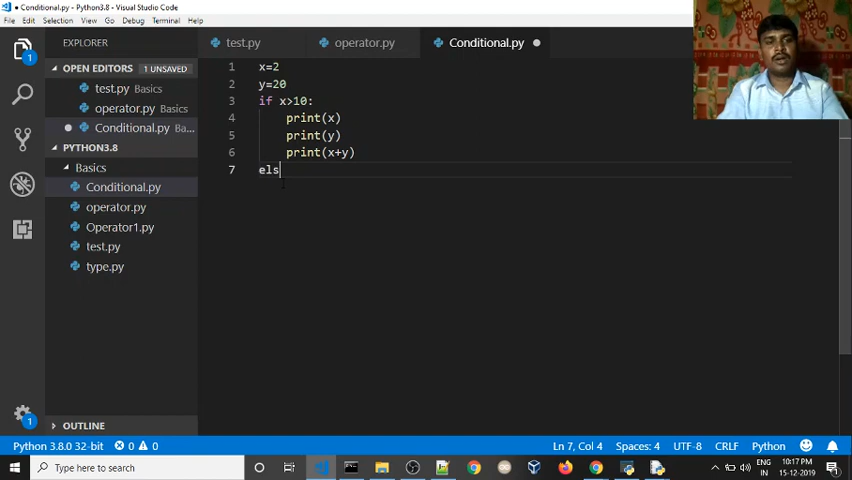 ● Conditional.py - Python3.8 - Visual Studio Code
File Edit Selection View Go Debug Terminal Help
EXPLORER
test.py
operator.py
Conditional.py ●
OPEN EDITORS 1 UNSAVED
test.py Basics
operator.py Basics
● Conditional.py Ba...
PYTHON3.8
Basics
Conditional.py
operator.py
Operator1.py
test.py
type.py
OUTLINE
1
1
1 x=2
2 y=20
3 if x>10:
4 print(x)
5 print(y)
6 print(x+y)
7 els
Python 3.8.0 32-bit 0 0
Ln 7, Col 4 Spaces: 4 UTF-8 CRLF Python
Type here to search
ENG
IN
10:17 PM
15-12-2019